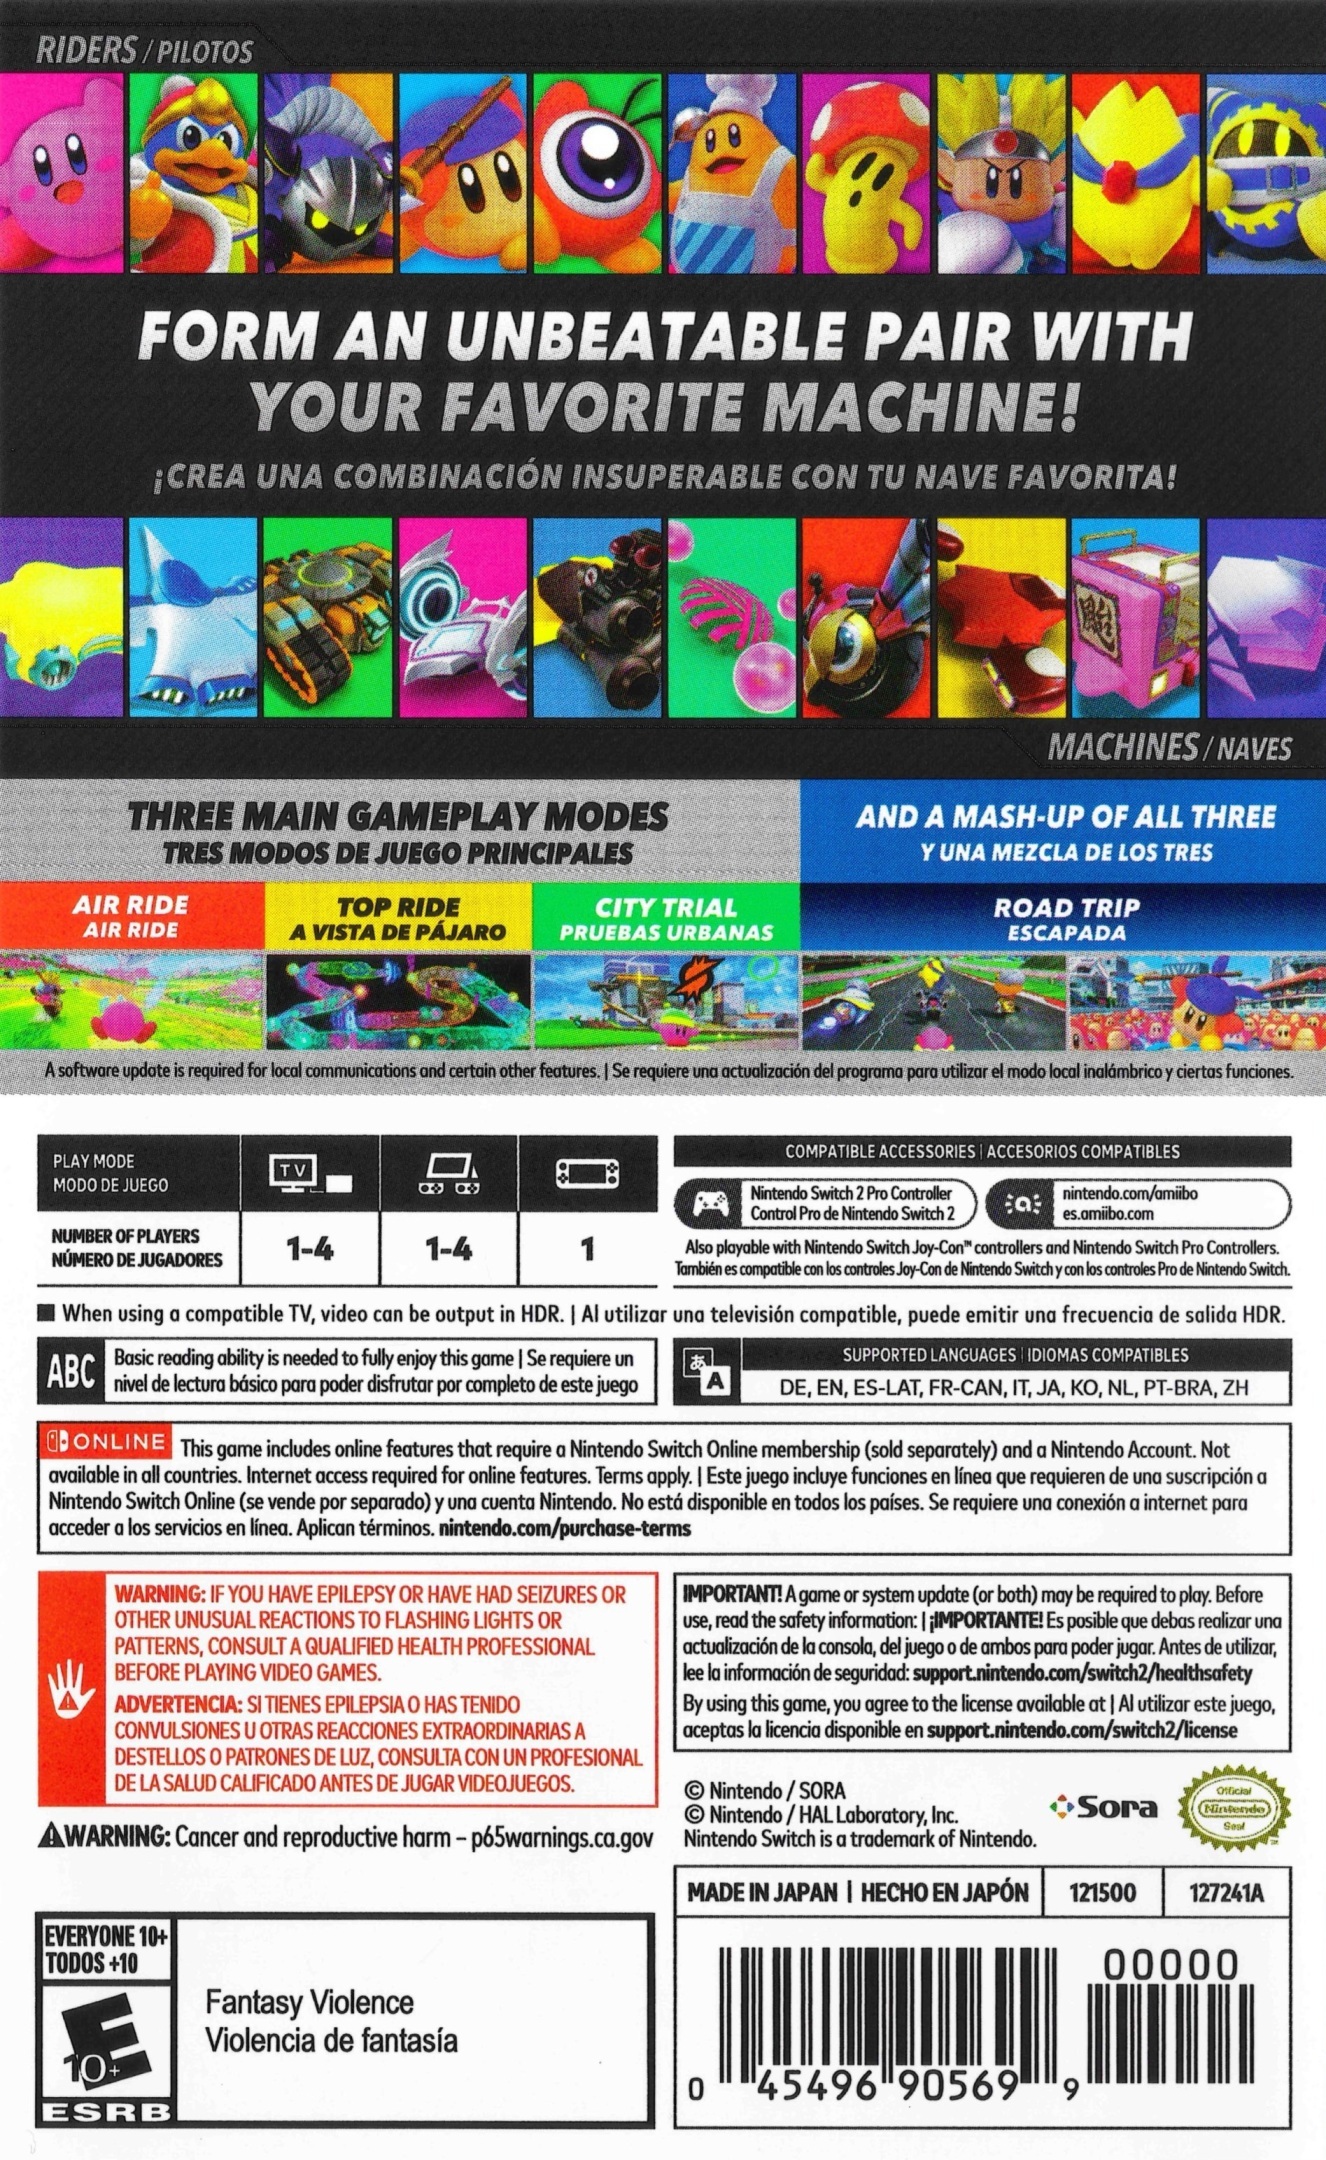 RIDERS / PILOTOS
FORM AN UNBEATABLE PAIR WITH
YOUR FAVORITE MACHINE!
¡CREA UNA COMBINACIÓN INSUPERABLE CON TU NAVE FAVORITA!
MACHINES / NAVES
THREE MAIN GAMEPLAY MODES
TRES MODOS DE JUEGO PRINCIPALES
AND A MASH-UP OF ALL THREE
Y UNA MEZCLA DE LOS TRES
AIR RIDE
AIR RIDE
TOP RIDE
A VISTA DE PÁJARO
CITY TRIAL
PRUEBAS URBANAS
ROAD TRIP
ESCAPADA
A software update is required for local communications and certain other features. | Se requiere una actualización del programa para utilizar el modo local inalámbrico y ciertas funciones.
PLAY MODE
MODO DE JUEGO
TV
NUMBER OF PLAYERS
NÚMERO DE JUGADORES
1-4
1-4
1
COMPATIBLE ACCESSORIES | ACCESORIOS COMPATIBLES
Nintendo Switch 2 Pro Controller
Control Pro de Nintendo Switch 2
nintendo.com/amiibo
es.amiibo.com
Also playable with Nintendo Switch Joy-Con™ controllers and Nintendo Switch Pro Controllers.
También es compatible con los controles Joy-Con de Nintendo Switch y con los controles Pro de Nintendo Switch.
■ When using a compatible TV, video can be output in HDR. | Al utilizar una televisión compatible, puede emitir una frecuencia de salida HDR.
ABC
Basic reading ability is needed to fully enjoy this game | Se requiere un
nivel de lectura básico para poder disfrutar por completo de este juego
あ A
SUPPORTED LANGUAGES | IDIOMAS COMPATIBLES
DE, EN, ES-LAT, FR-CAN, IT, JA, KO, NL, PT-BRA, ZH
ONLINE This game includes online features that require a Nintendo Switch Online membership (sold separately) and a Nintendo Account. Not
available in all countries. Internet access required for online features. Terms apply. | Este juego incluye funciones en línea que requieren de una suscripción a
Nintendo Switch Online (se vende por separado) y una cuenta Nintendo. No está disponible en todos los países. Se requiere una conexión a internet para
acceder a los servicios en línea. Aplican términos. nintendo.com/purchase-terms
WARNING: IF YOU HAVE EPILEPSY OR HAVE HAD SEIZURES OR
OTHER UNUSUAL REACTIONS TO FLASHING LIGHTS OR
PATTERNS, CONSULT A QUALIFIED HEALTH PROFESSIONAL
BEFORE PLAYING VIDEO GAMES.
ADVERTENCIA: SI TIENES EPILEPSIA O HAS TENIDO
CONVULSIONES U OTRAS REACCIONES EXTRAORDINARIAS A
DESTELLOS O PATRONES DE LUZ, CONSULTA CON UN PROFESIONAL
DE LA SALUD CALIFICADO ANTES DE JUGAR VIDEOJUEGOS.
IMPORTANT! A game or system update (or both) may be required to play. Before
use, read the safety information: | ¡IMPORTANTE! Es posible que debas realizar una
actualización de la consola, del juego o de ambos para poder jugar. Antes de utilizar,
lee la información de seguridad: support.nintendo.com/switch2/healthsafety
By using this game, you agree to the license available at | Al utilizar este juego,
aceptas la licencia disponible en support.nintendo.com/switch2/license
⚠WARNING: Cancer and reproductive harm – p65warnings.ca.gov
© Nintendo / SORA
© Nintendo / HAL Laboratory, Inc.
Nintendo Switch is a trademark of Nintendo.
Sora
Official
Nintendo
Seal
MADE IN JAPAN | HECHO EN JAPÓN
121500
127241A
EVERYONE 10+
TODOS +10
E
10+
ESRB
Fantasy Violence
Violencia de fantasía
00000
0 45496 90569 9